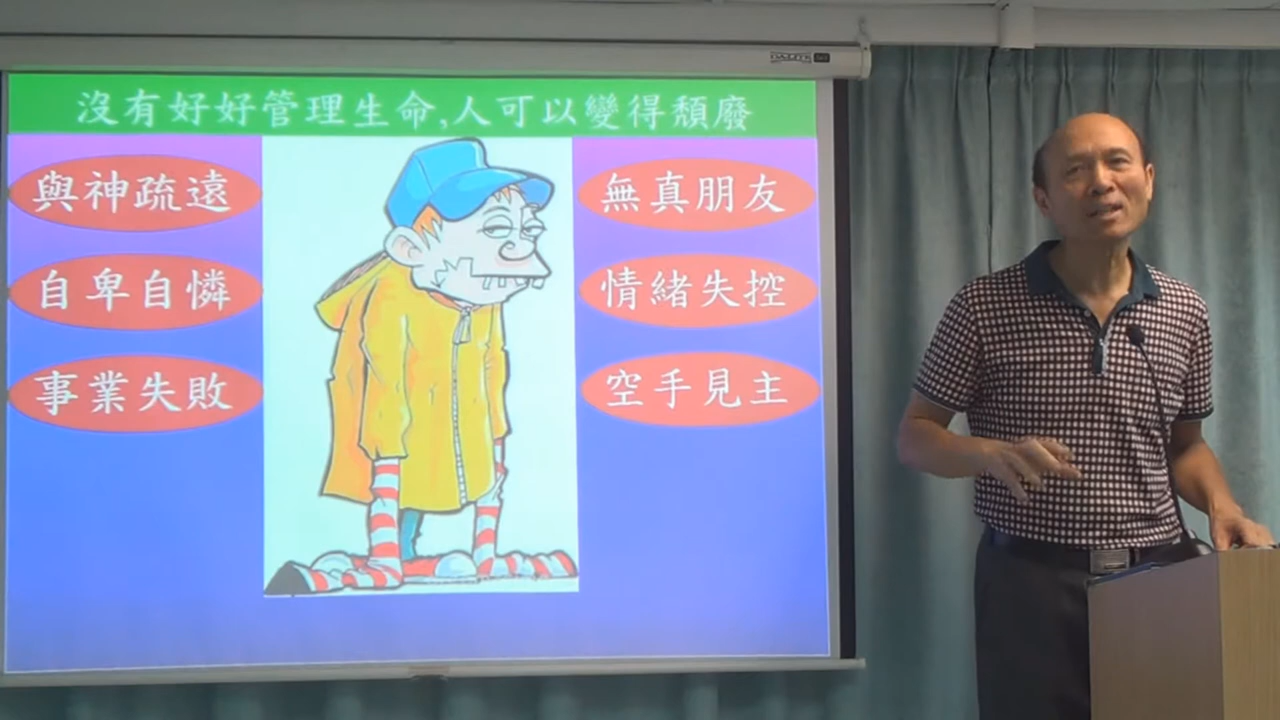 沒有好好管理生命,人可以變得頹廢
與神疏遠
無真朋友
自卑自憐
情緒失控
事業失敗
空手見主